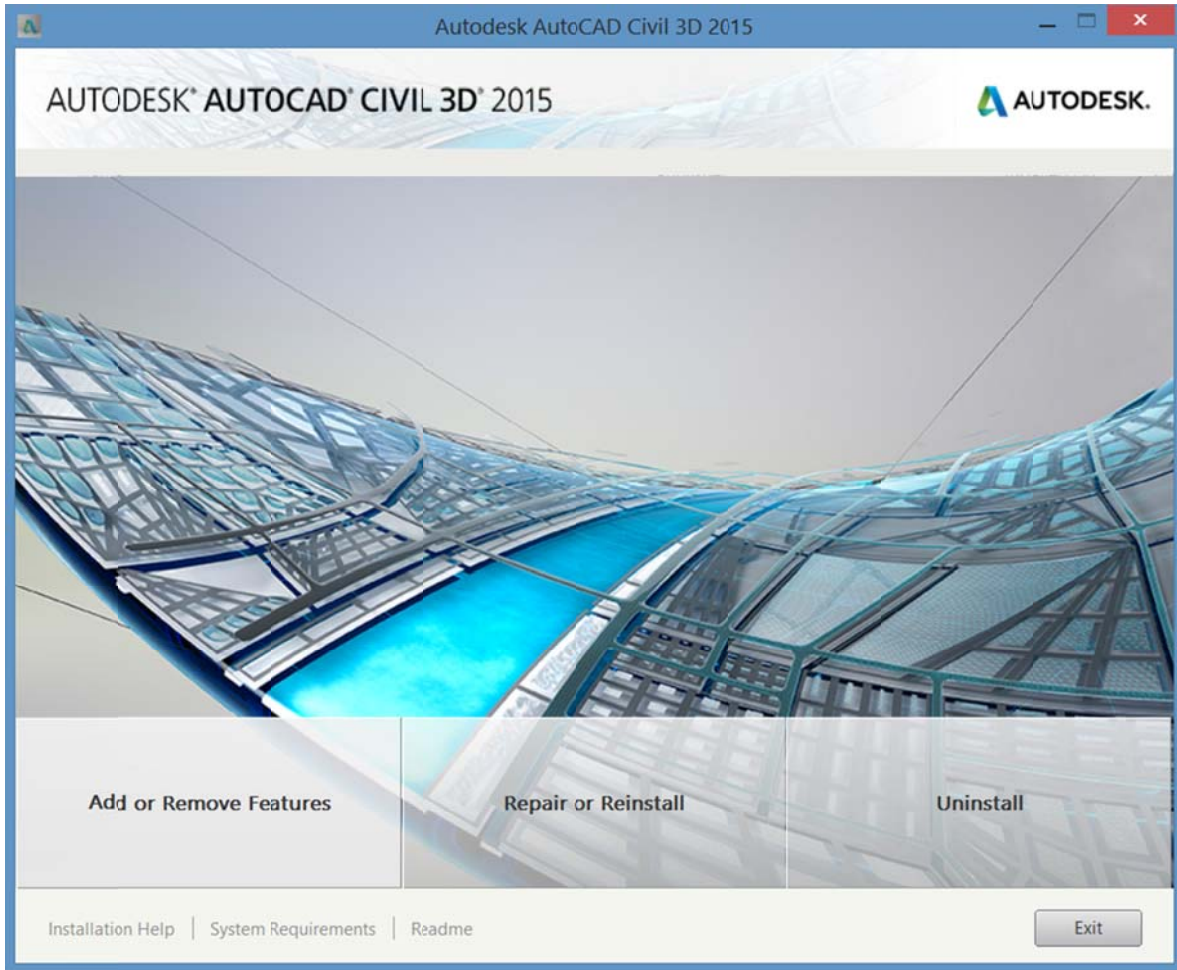 Autodesk AutoCAD Civil 3D 2015
AUTODESK® AUTOCAD® CIVIL 3D® 2015
AUTODESK.
Add or Remove Features
Repair or Reinstall
Uninstall
Installation Help | System Requirements | Readme
Exit